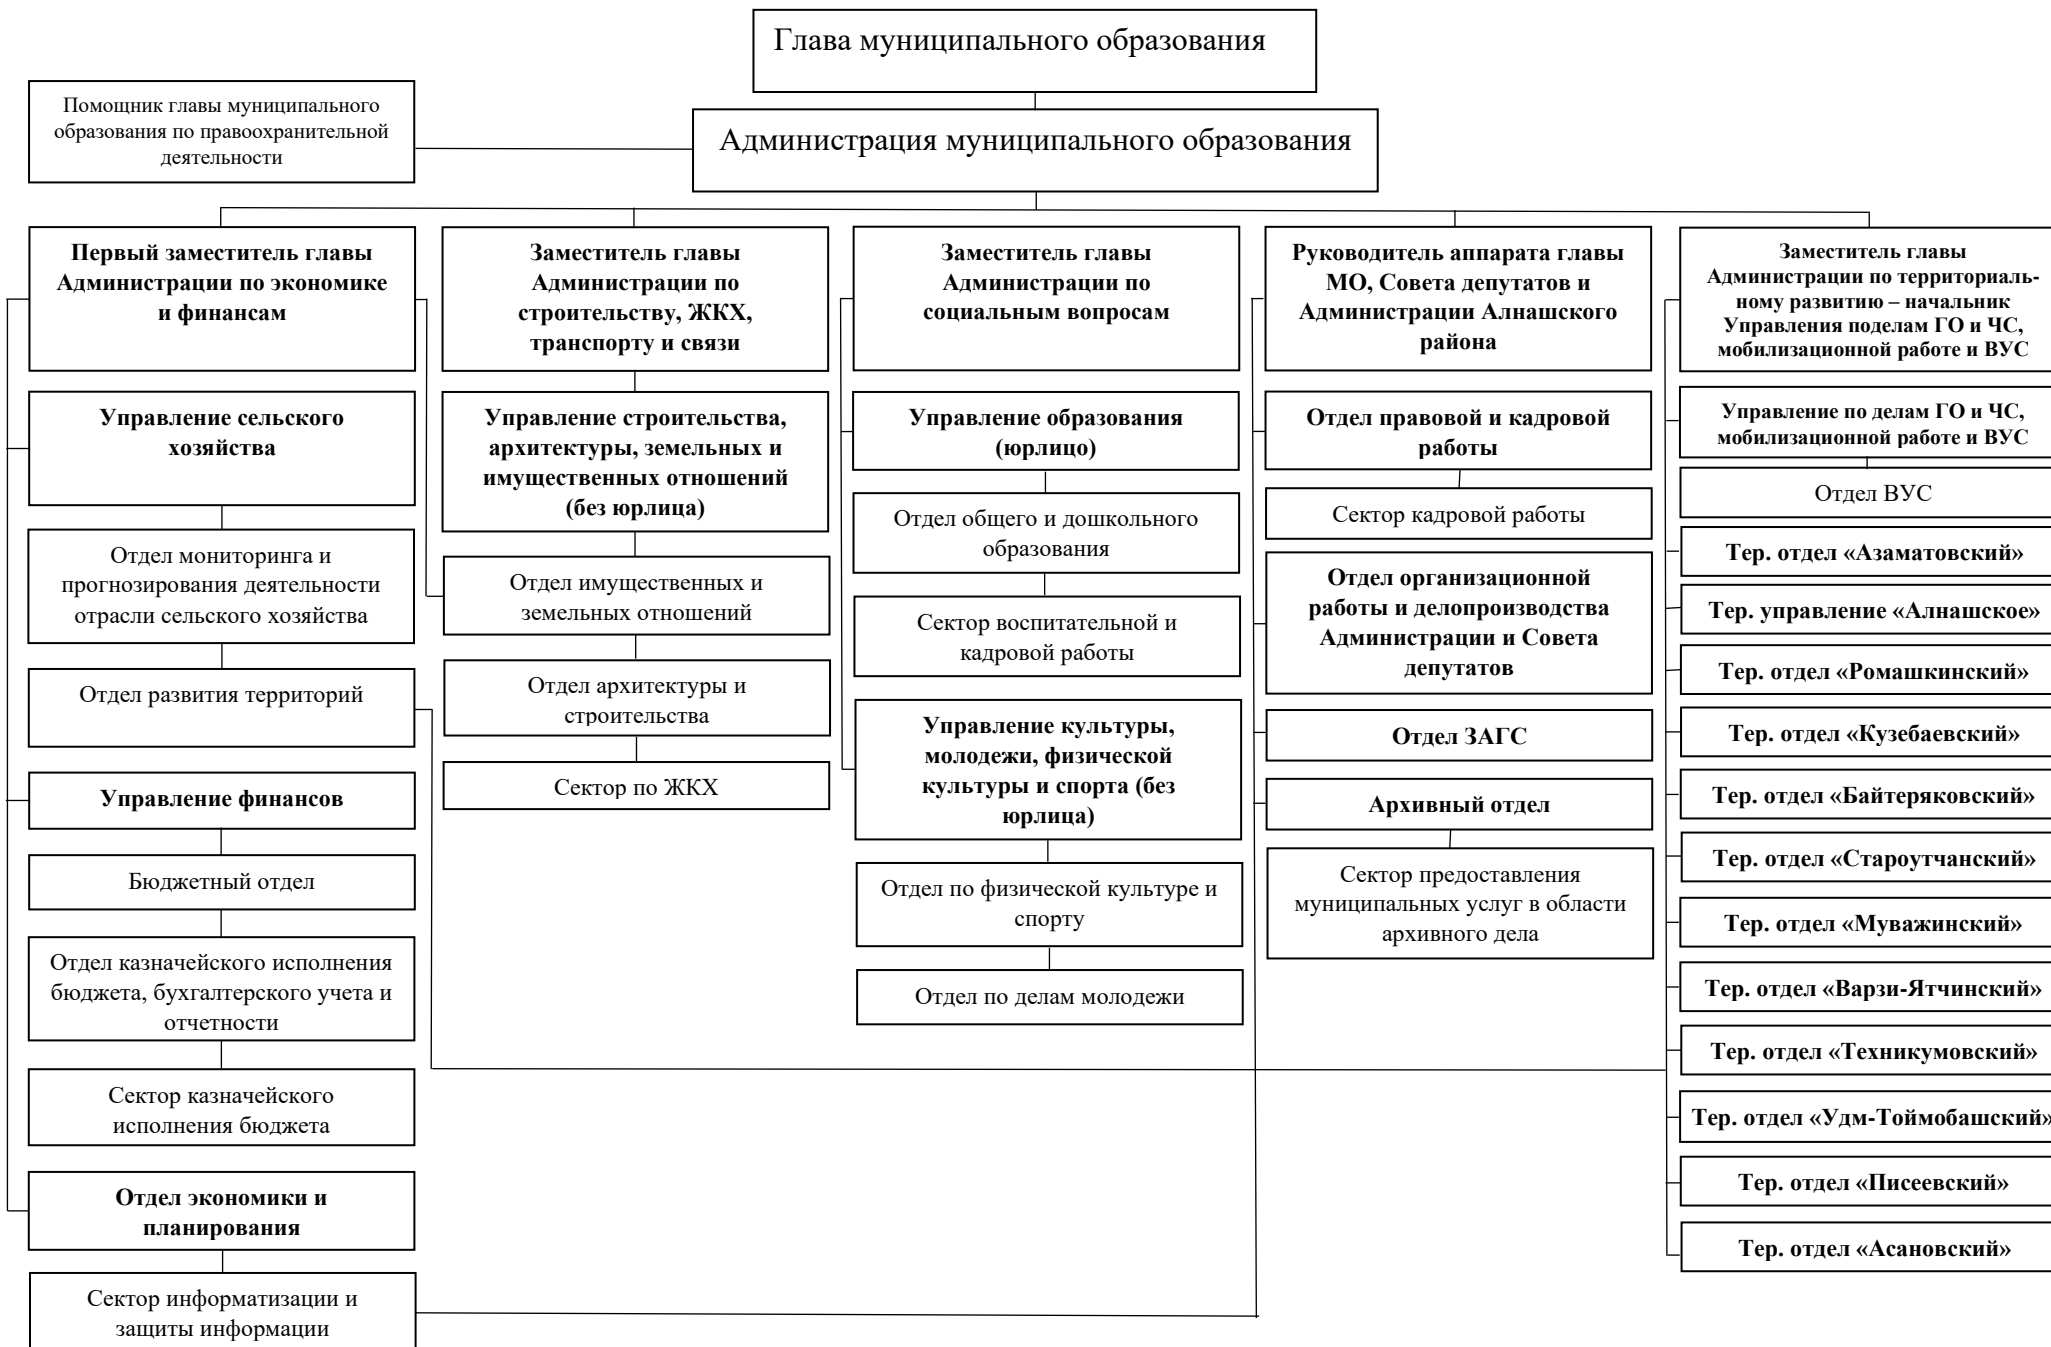 Глава муниципального образования
Помощник главы муниципального
образования по правоохранительной
деятельности
Администрация муниципального образования
Первый заместитель главы
Администрации по экономике
и финансам
Управление сельского
хозяйства
Отдел мониторинга и
прогнозирования деятельности
отрасли сельского хозяйства
Отдел развития территорий
Управление финансов
Бюджетный отдел
Отдел казначейского исполнения
бюджета, бухгалтерского учета и
отчетности
Сектор казначейского
исполнения бюджета
Отдел экономики и
планирования
Сектор информатизации и
защиты информации
Заместитель главы
Администрации по
строительству, ЖКХ,
транспорту и связи
Управление строительства,
архитектуры, земельных и
имущественных отношений
(без юрлица)
Отдел имущественных и
земельных отношений
Отдел архитектуры и
строительства
Сектор по ЖКХ
Заместитель главы
Администрации по
социальным вопросам
Управление образования
(юрлицо)
Отдел общего и дошкольного
образования
Сектор воспитательной и
кадровой работы
Управление культуры,
молодежи, физической
культуры и спорта (без
юрлица)
Отдел по физической культуре и
спорту
Отдел по делам молодежи
Руководитель аппарата главы
МО, Совета депутатов и
Администрации Алнашского
района
Отдел правовой и кадровой
работы
Сектор кадровой работы
Отдел организационной
работы и делопроизводства
Администрации и Совета
депутатов
Отдел ЗАГС
Архивный отдел
Сектор предоставления
муниципальных услуг в области
архивного дела
Заместитель главы
Администрации по территориаль-
ному развитию – начальник
Управления поделам ГО и ЧС,
мобилизационной работе и ВУС
Управление по делам ГО и ЧС,
мобилизационной работе и ВУС
Отдел ВУС
Тер. отдел «Азаматовский»
Тер. управление «Алнашское»
Тер. отдел «Ромашкинский»
Тер. отдел «Кузебаевский»
Тер. отдел «Байтеряковский»
Тер. отдел «Староутчанский»
Тер. отдел «Муважинский»
Тер. отдел «Варзи-Ятчинский»
Тер. отдел «Техникумовский»
Тер. отдел «Удм-Тоймобашский»
Тер. отдел «Писеевский»
Тер. отдел «Асановский»